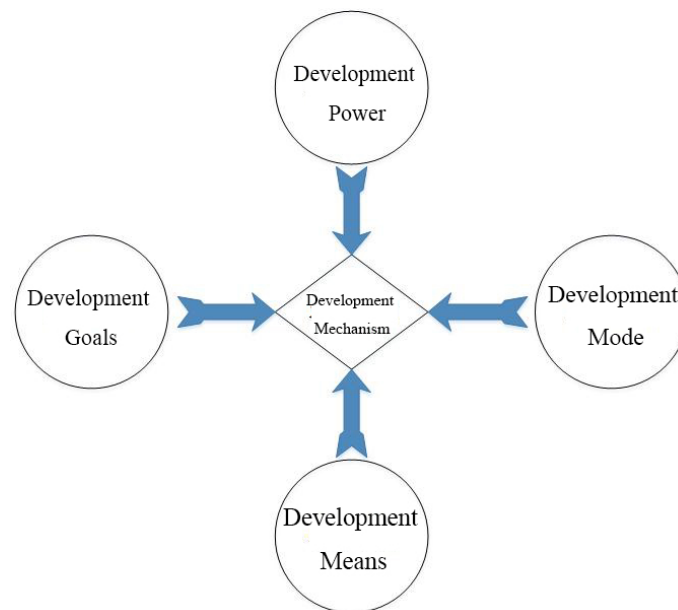 Development
Power
Development
Goals
Development
Mechanism
Development
Mode
Development
Means